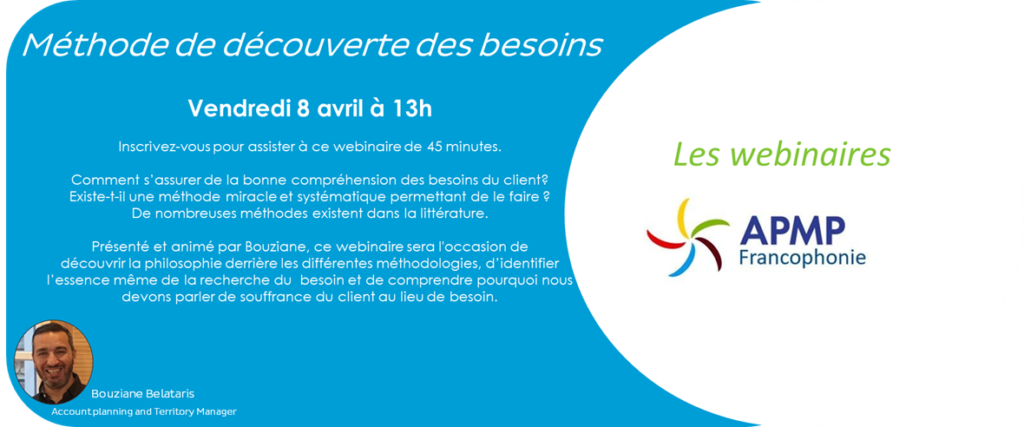 Méthode de découverte des besoins
Vendredi 8 avril à 13h
Inscrivez-vous pour assister à ce webinaire de 45 minutes.
Comment s’assurer de la bonne compréhension des besoins du client?
Existe-t-il une méthode miracle et systématique permettant de le faire ?
De nombreuses méthodes existent dans la littérature.
Présenté et animé par Bouziane, ce webinaire sera l'occasion de
découvrir la philosophie derrière les différentes méthodologies, d’identifier
l’essence même de la recherche du besoin et de comprendre pourquoi nous
devons parler de souffrance du client au lieu de besoin.
Bouziane Belataris
Account planning and Territory Manager
Les webinaires
APMP
Francophonie